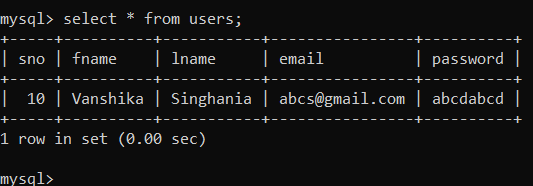 mysql> select * from users;
+-----+----------+-----------+----------------+----------+
| sno | fname    | lname     | email          | password |
+-----+----------+-----------+----------------+----------+
|  10 | Vanshika | Singhania | abcs@gmail.com | abcdabcd |
+-----+----------+-----------+----------------+----------+
1 row in set (0.00 sec)
mysql>